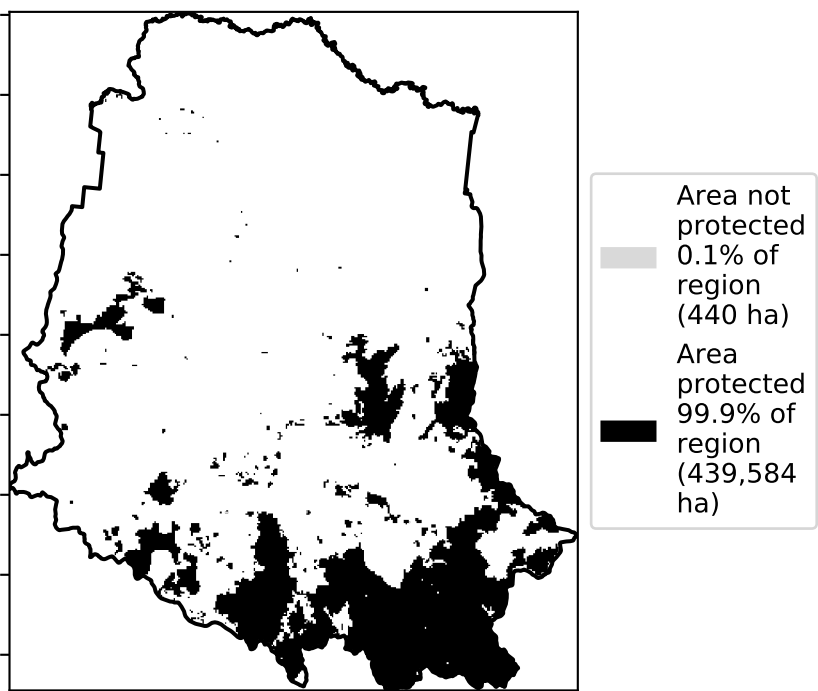 Area not
protected
0.1% of
region
(440 ha)
Area
protected
99.9% of
region
(439,584
ha)